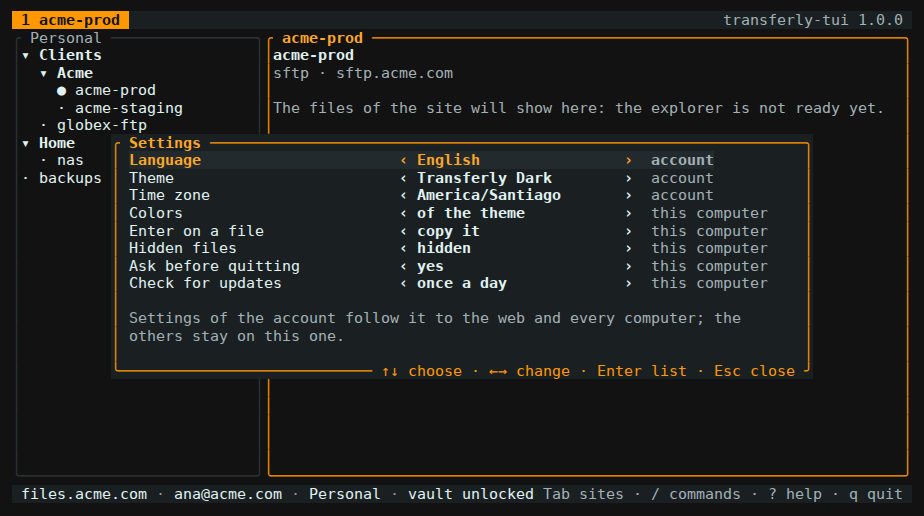 1 acme-prod transferly-tui 1.0.0
Personal
▾ Clients
▾ Acme
● acme-prod
· acme-staging
· globex-ftp
▾ Home
· nas
· backups
acme-prod
acme-prod
sftp · sftp.acme.com
The files of the site will show here: the explorer is not ready yet.
Settings
Language ‹ English › account
Theme ‹ Transferly Dark › account
Time zone ‹ America/Santiago › account
Colors ‹ of the theme › this computer
Enter on a file ‹ copy it › this computer
Hidden files ‹ hidden › this computer
Ask before quitting ‹ yes › this computer
Check for updates ‹ once a day › this computer
Settings of the account follow it to the web and every computer; the
others stay on this one.
↑↓ choose · ←→ change · Enter list · Esc close
files.acme.com · ana@acme.com · Personal · vault unlocked Tab sites · / commands · ? help · q quit